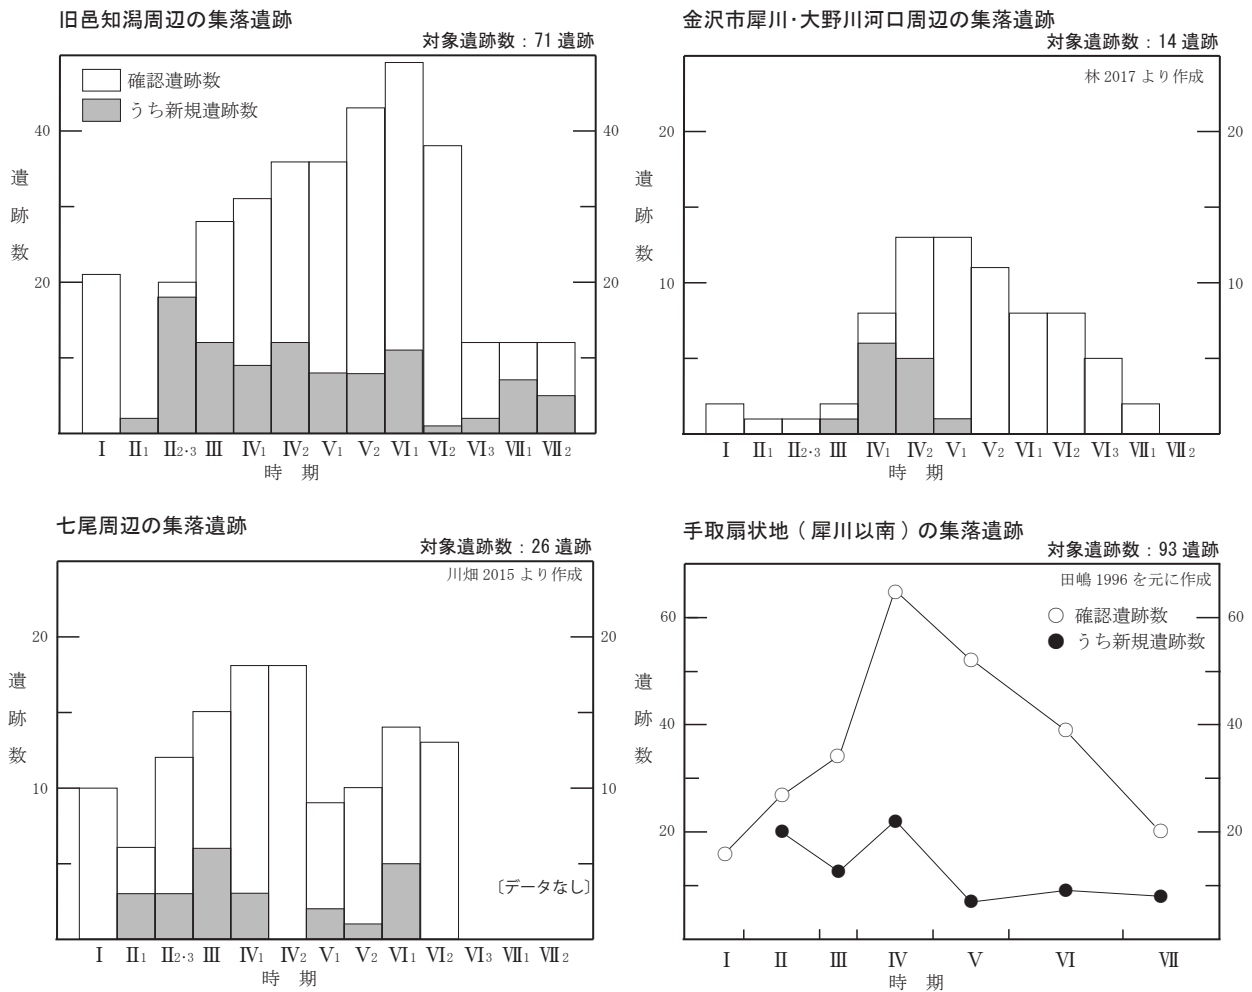 旧邑知潟周辺の集落遺跡
対象遺跡数：71 遺跡
確認遺跡数
うち新規遺跡数
40
20
遺跡数
40
20
Ⅰ Ⅱ1 Ⅱ2・3 Ⅲ Ⅳ1 Ⅳ2 Ⅴ1 Ⅴ2 Ⅵ1 Ⅵ2 Ⅵ3 Ⅶ1 Ⅶ2
時 期
金沢市犀川・大野川河口周辺の集落遺跡
対象遺跡数：14 遺跡
林 2017 より作成
20
10
遺跡数
20
10
Ⅰ Ⅱ1 Ⅱ2・3 Ⅲ Ⅳ1 Ⅳ2 Ⅴ1 Ⅴ2 Ⅵ1 Ⅵ2 Ⅵ3 Ⅶ1 Ⅶ2
時 期
七尾周辺の集落遺跡
対象遺跡数：26 遺跡
川畑 2015 より作成
20
10
遺跡数
20
10
〔データなし〕
Ⅰ Ⅱ1 Ⅱ2・3 Ⅲ Ⅳ1 Ⅳ2 Ⅴ1 Ⅴ2 Ⅵ1 Ⅵ2 Ⅵ3 Ⅶ1 Ⅶ2
時 期
手取扇状地（犀川以南）の集落遺跡
対象遺跡数：93 遺跡
田嶋 1996 を元に作成
確認遺跡数
うち新規遺跡数
60
40
20
遺跡数
60
40
20
Ⅰ Ⅱ Ⅲ Ⅳ Ⅴ Ⅵ Ⅶ
時 期